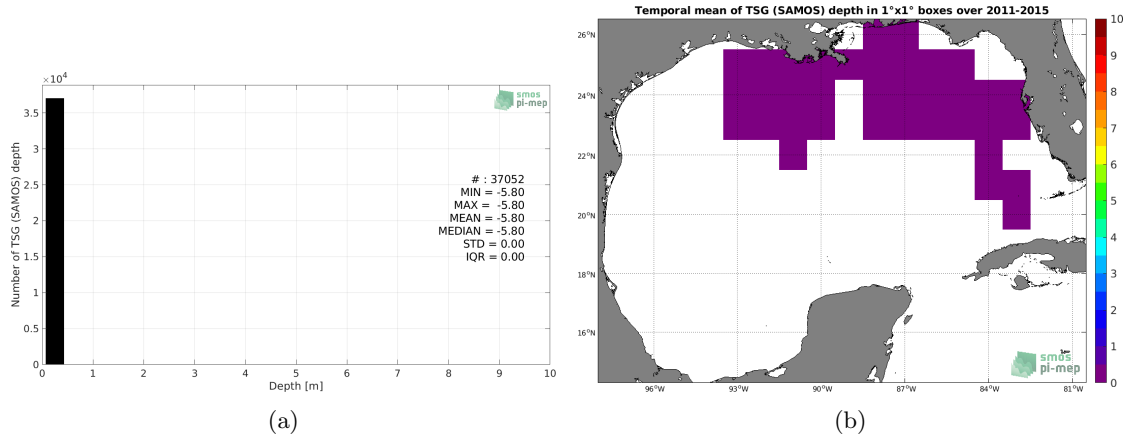 ×10⁴
3.5
3
2.5
2
1.5
1
0.5
0
Number of TSG (SAMOS) depth
smos
pi-mep
# : 37052
MIN = -5.80
MAX = -5.80
MEAN = -5.80
MEDIAN = -5.80
STD = 0.00
IQR = 0.00
0 1 2 3 4 5 6 7 8 9 10
Depth [m]
(a)
Temporal mean of TSG (SAMOS) depth in 1°x1° boxes over 2011-2015
26°N
24°N
22°N
20°N
18°N
16°N
96°W 93°W 90°W 87°W 84°W 81°W
smos
pi-mep
10
9
8
7
6
5
4
3
2
1
0
(b)